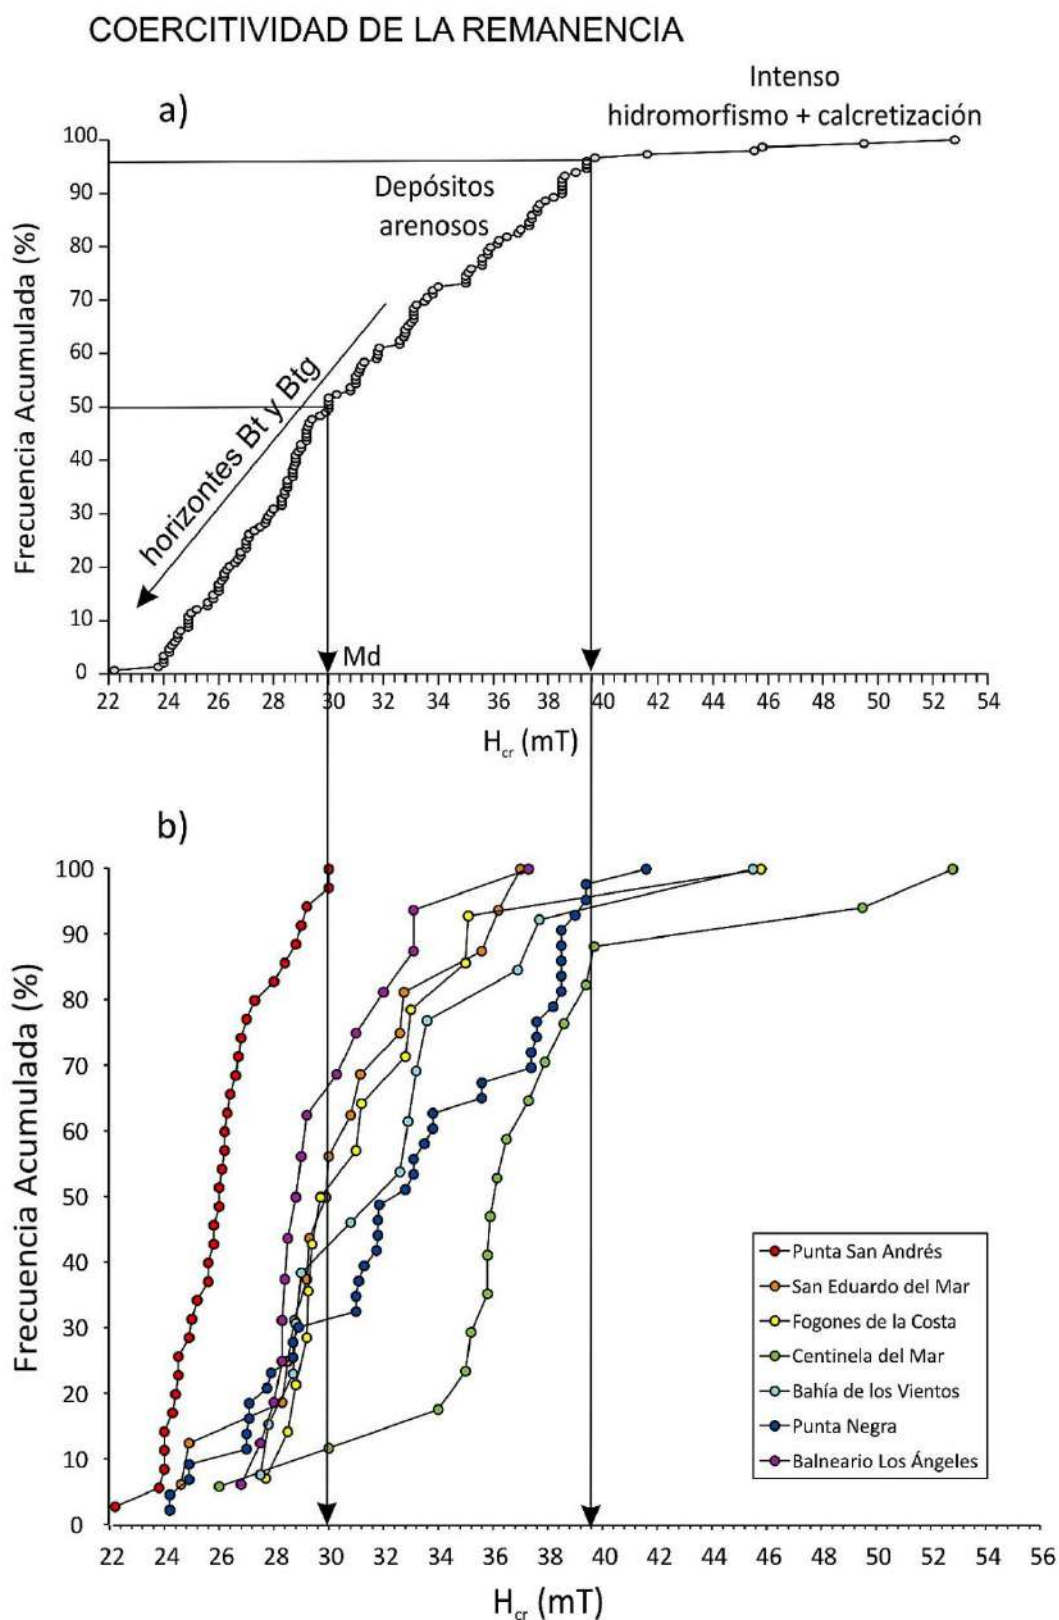 COERCITIVIDAD DE LA REMANENCIA
a)
Intenso
hidromorfismo + calcretización
Depósitos
arenosos
horizontes Bt y Btg
Md
Frecuencia Acumulada (%)
100
90
80
70
60
50
40
30
20
10
0
22 24 26 28 30 32 34 36 38 40 42 44 46 48 50 52 54
Hcr (mT)
b)
Frecuencia Acumulada (%)
100
90
80
70
60
50
40
30
20
10
0
Punta San Andrés
San Eduardo del Mar
Fogones de la Costa
Centinela del Mar
Bahía de los Vientos
Punta Negra
Balneario Los Ángeles
22 24 26 28 30 32 34 36 38 40 42 44 46 48 50 52 54 56
Hcr (mT)